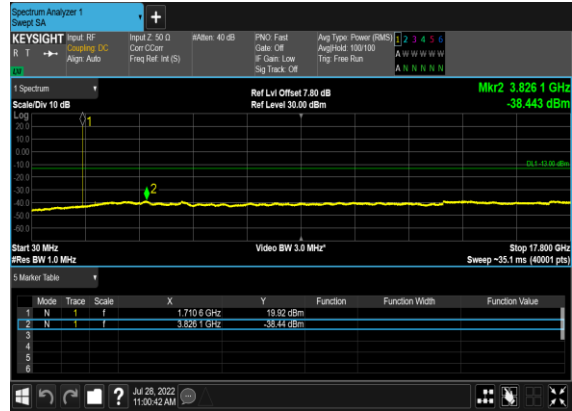 Spectrum Analyzer 1
Swept SA
+
KEYSIGHT Input: RF Input Z: 50 Ω #Atten: 40 dB PNO: Fast Avg Type: Power (RMS) 1 2 3 4 5 6
R T Coupling: DC Corr CCorr Gate: Off Avg|Hold: 100/100 A W W W W W
Align: Auto Freq Ref: Int (S) IF Gain: Low Trig: Free Run
Sig Track: Off A N N N N N
1 Spectrum Ref Lvl Offset 7.80 dB Mkr2 3.826 1 GHz
Scale/Div 10 dB Ref Level 30.00 dBm -38.443 dBm
Log
1
20.0
10.0
0.00
-10.0
DL1 -13.00 dBm
-20.0
-30.0
2
-40.0
-50.0
-60.0
Start 30 MHz Video BW 3.0 MHz* Stop 17.800 GHz
#Res BW 1.0 MHz Sweep ~35.1 ms (40001 pts)
5 Marker Table
Mode Trace Scale X Y Function Function Width Function Value
1 N 1 f 1.710 6 GHz 19.92 dBm
2 N 1 f 3.826 1 GHz -38.44 dBm
3
4
5
6
? Jul 28, 2022
11:00:42 AM